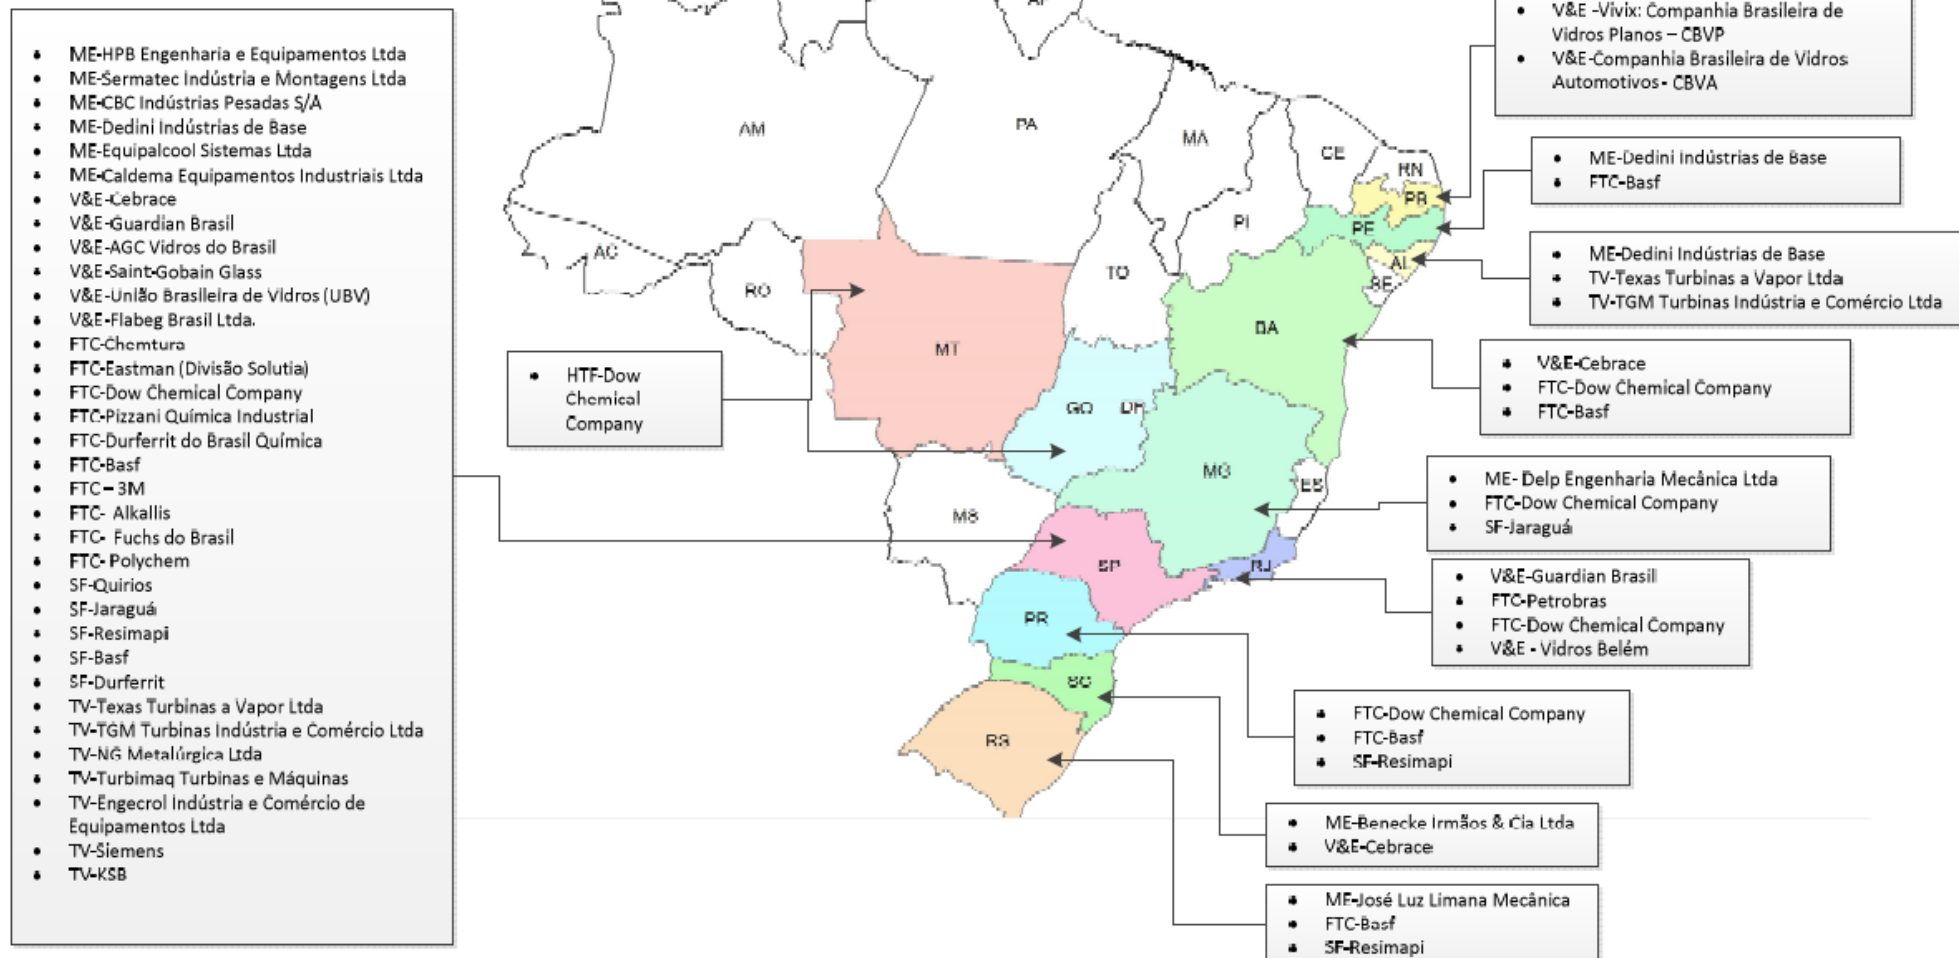 ME-HPB Engenharia e Equipamentos Ltda
ME-Sermatec Indústria e Montagens Ltda
ME-CBC Indústrias Pesadas S/A
ME-Dedini Indústrias de Base
ME-Equipalcool Sistemas Ltda
ME-Caldema Equipamentos Industriais Ltda
V&E-Cebrace
V&E-Guardian Brasil
V&E-AGC Vidros do Brasil
V&E-Saint-Gobain Glass
V&E-União Brasileira de Vidros (UBV)
V&E-Flabeg Brasil Ltda.
FTC-Chemtura
FTC-Eastman (Divisão Solutia)
FTC-Dow Chemical Company
FTC-Pizzani Química Industrial
FTC-Durferrit do Brasil Química
FTC-Basf
FTC – 3M
FTC- Alkallis
FTC- Fuchs do Brasil
FTC- Polychem
SF-Quirios
SF-Jaraguá
SF-Resimapi
SF-Basf
SF-Durferrit
TV-Texas Turbinas a Vapor Ltda
TV-TGM Turbinas Indústria e Comércio Ltda
TV-NG Metalúrgica Ltda
TV-Turbimaq Turbinas e Máquinas
TV-Engecrol Indústria e Comércio de
Equipamentos Ltda
TV-Siemens
TV-KSB
HTF-Dow
Chemical
Company
AM
PA
MA
CE
RN
PB
PE
PI
AL
SE
AC
RO
TO
BA
MT
GO
DF
MG
ES
MS
SP
RJ
PR
SC
RS
V&E -Vivix: Companhia Brasileira de
Vidros Planos – CBVP
V&E-Companhia Brasileira de Vidros
Automotivos - CBVA
ME-Dedini Indústrias de Base
FTC-Basf
ME-Dedini Indústrias de Base
TV-Texas Turbinas a Vapor Ltda
TV-TGM Turbinas Indústria e Comércio Ltda
V&E-Cebrace
FTC-Dow Chemical Company
FTC-Basf
ME- Delp Engenharia Mecânica Ltda
FTC-Dow Chemical Company
SF-Jaraguá
V&E-Guardian Brasil
FTC-Petrobras
FTC-Dow Chemical Company
V&E - Vidros Belém
FTC-Dow Chemical Company
FTC-Basf
SF-Resimapi
ME-Benecke Irmãos & Cia Ltda
V&E-Cebrace
ME-José Luz Limana Mecânica
FTC-Basf
SF-Resimapi